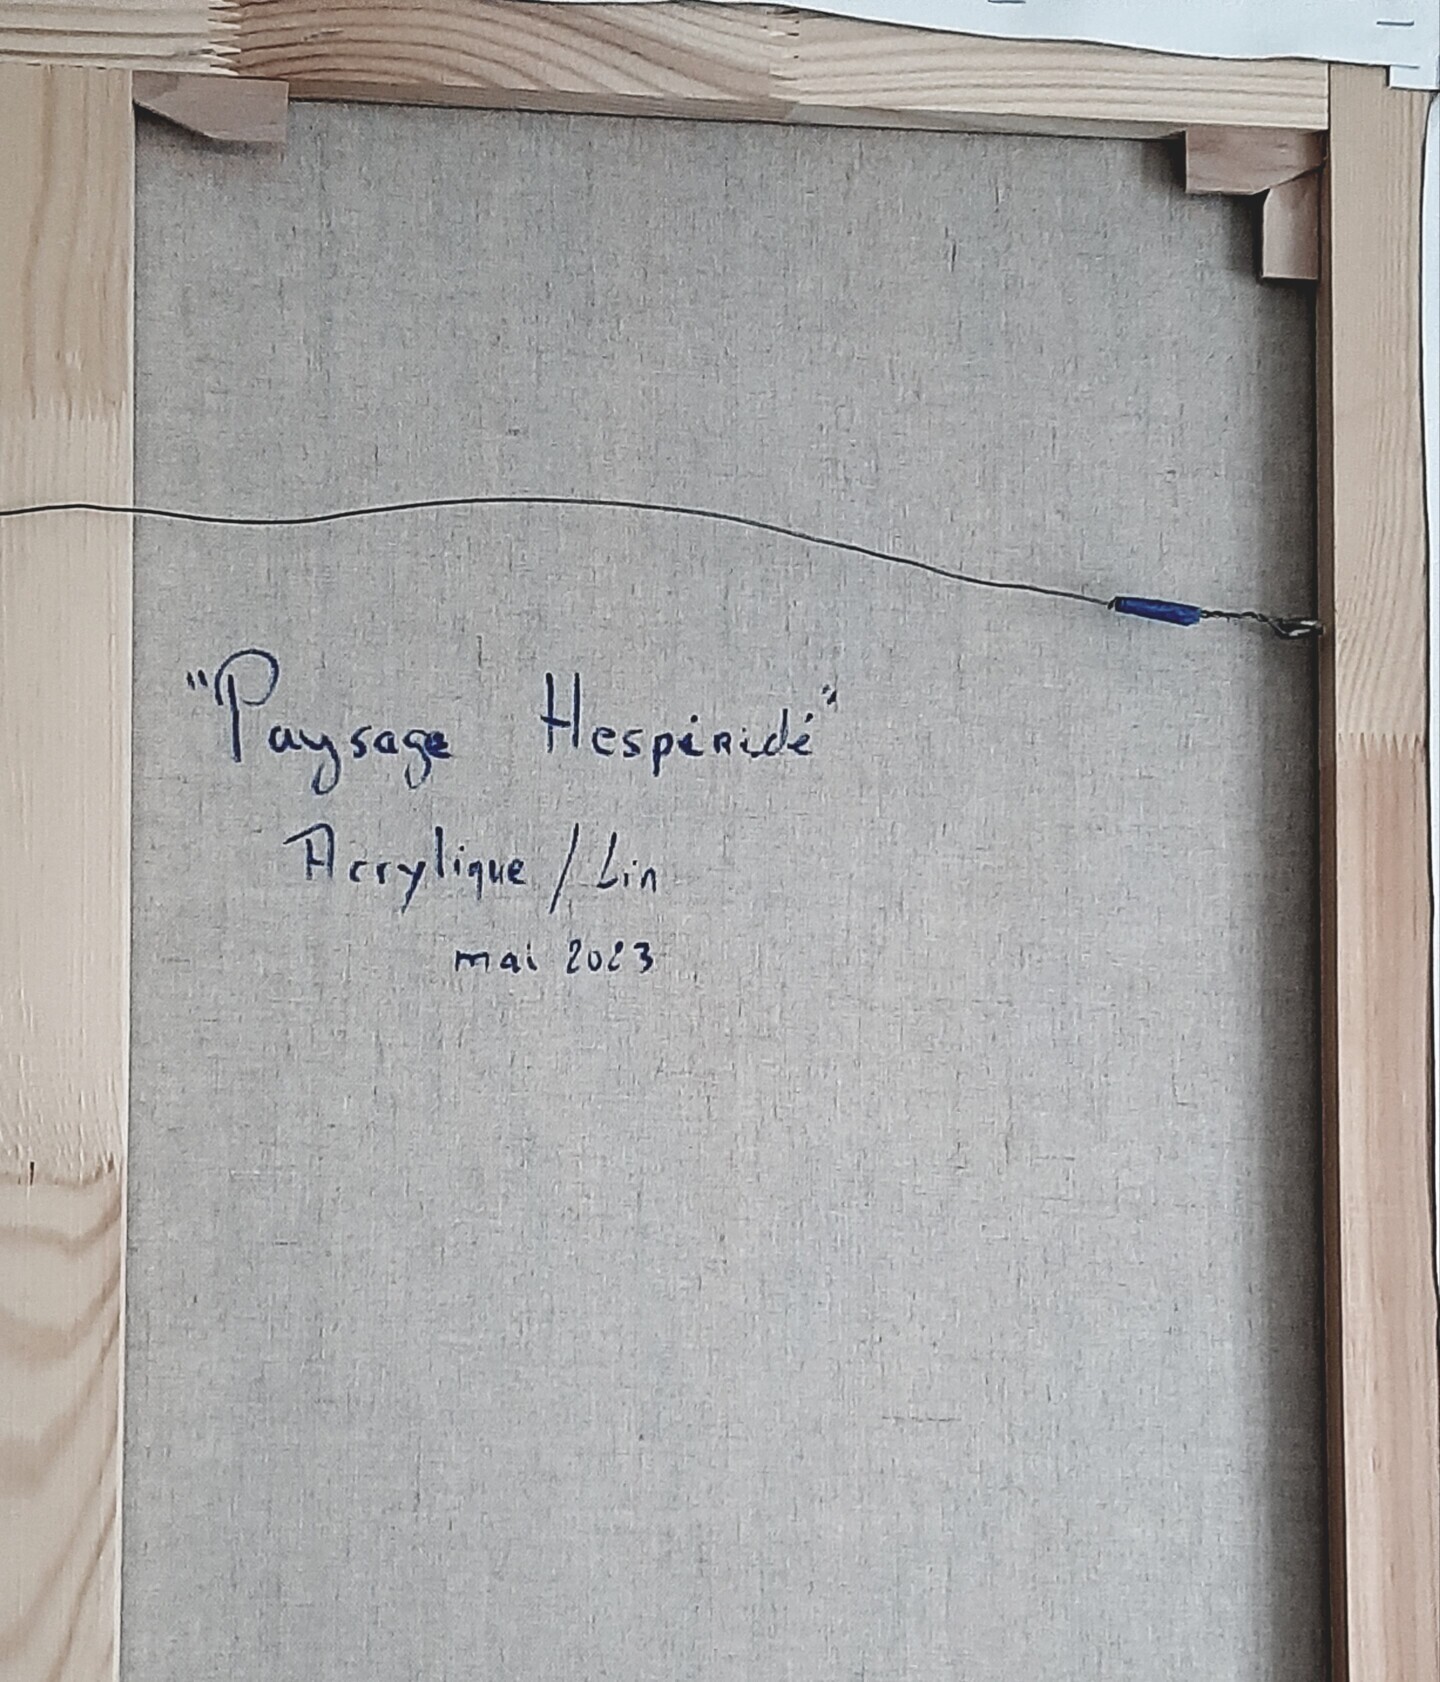 "Paysage Hespéridé"
Acrylique / Lin
mai 2023